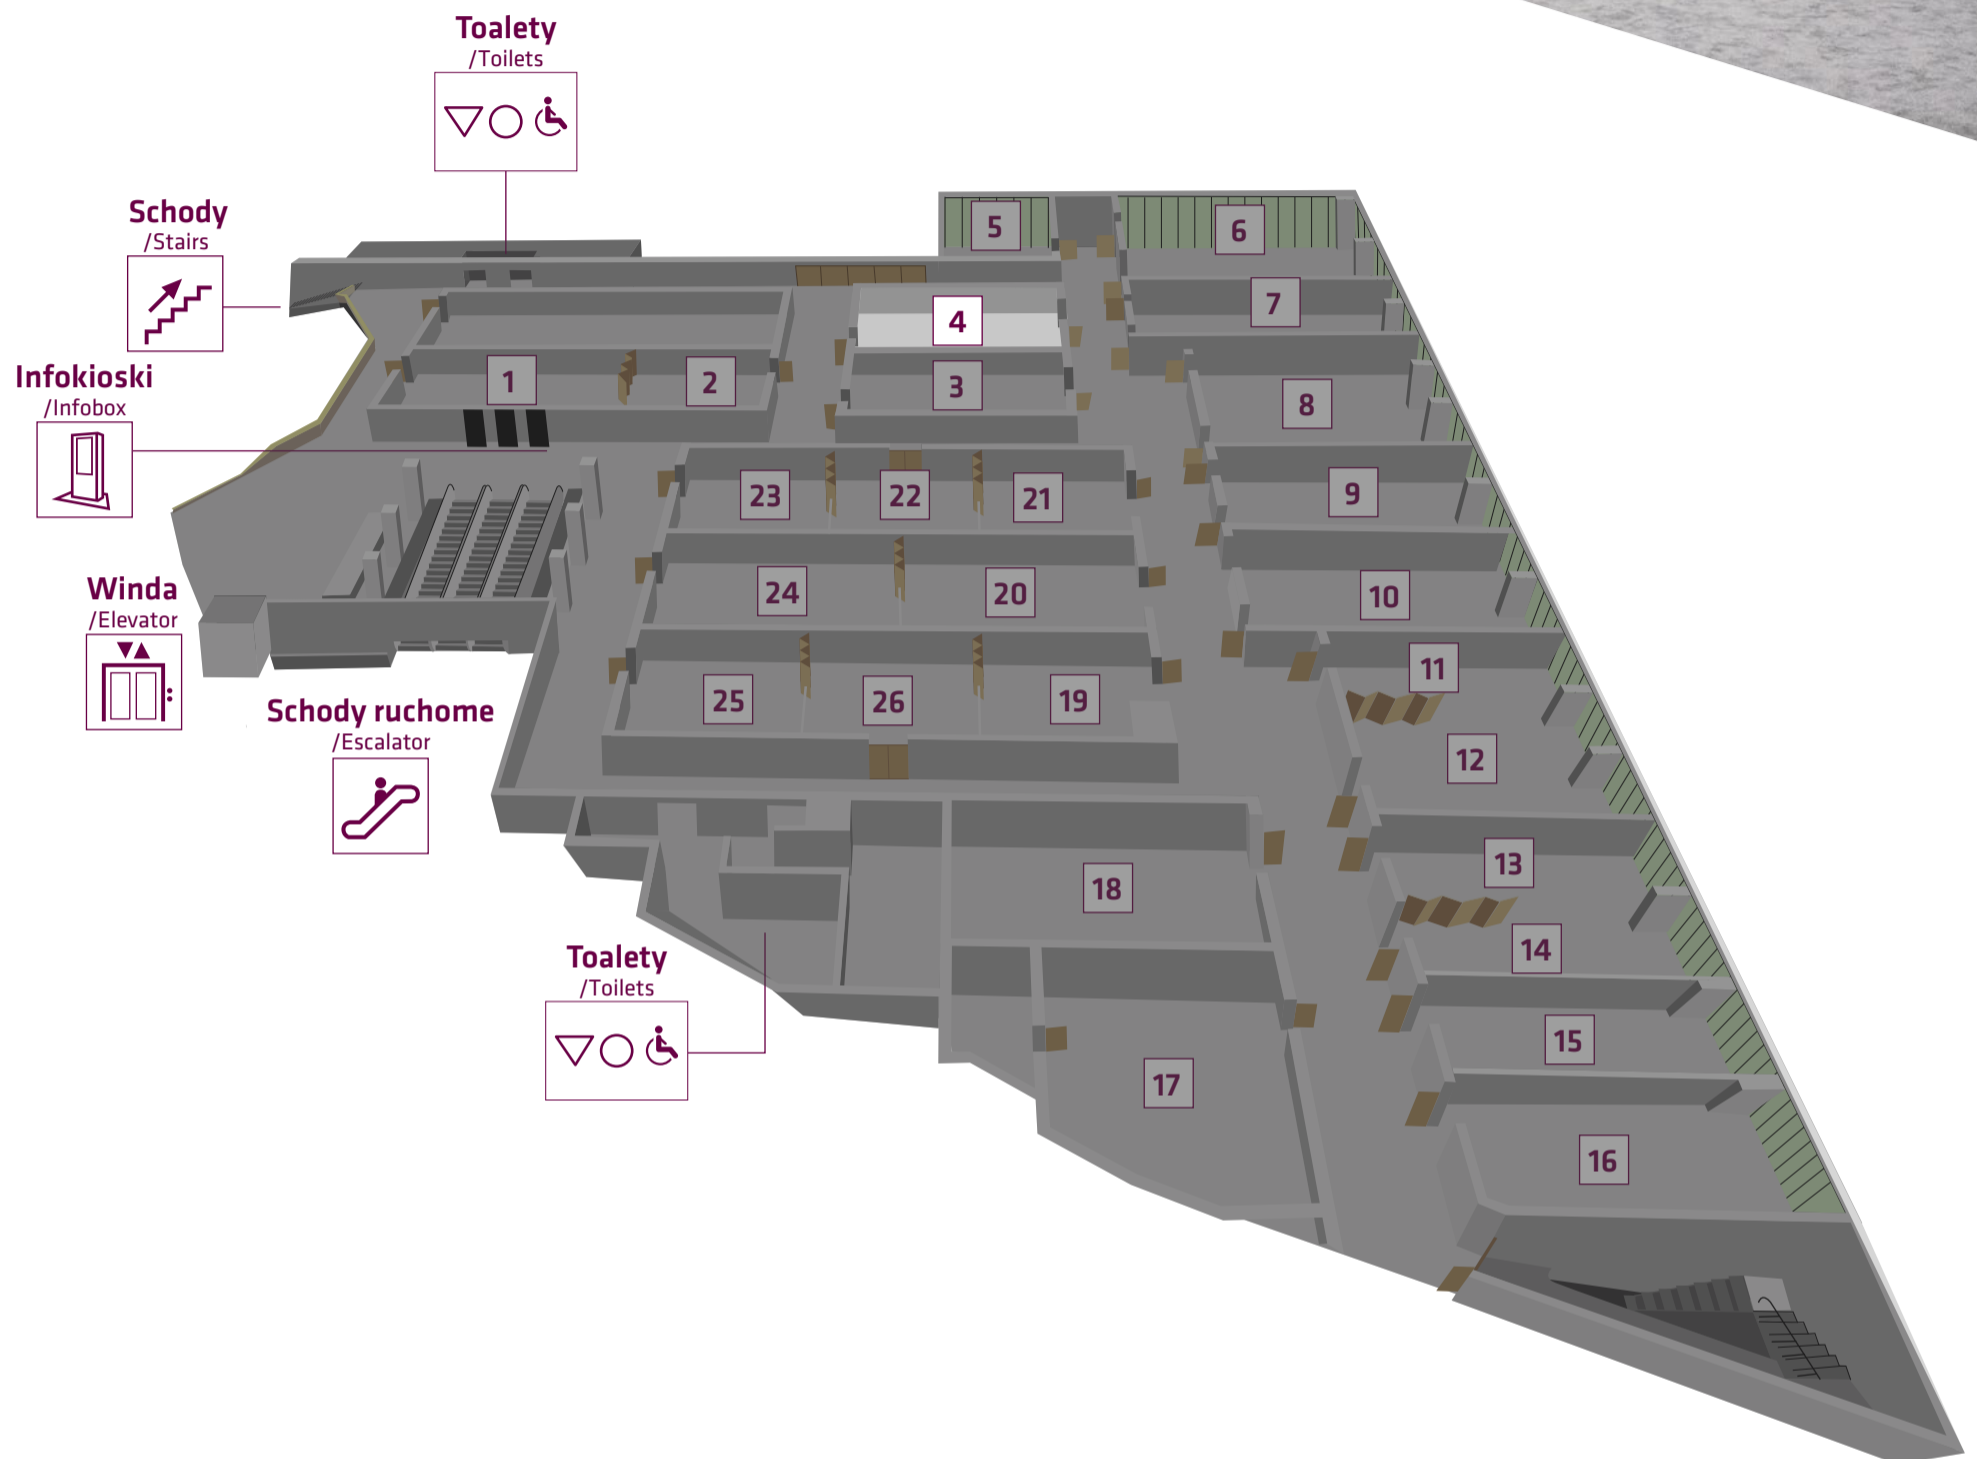 Toalety
/Toilets
Schody
/Stairs
Infokioski
/Infobox
Winda
/Elevator
Schody ruchome
/Escalator
Toalety
/Toilets
5
6
7
4
1
2
3
8
23
22
21
9
24
20
10
11
25
26
19
12
13
18
14
15
17
16